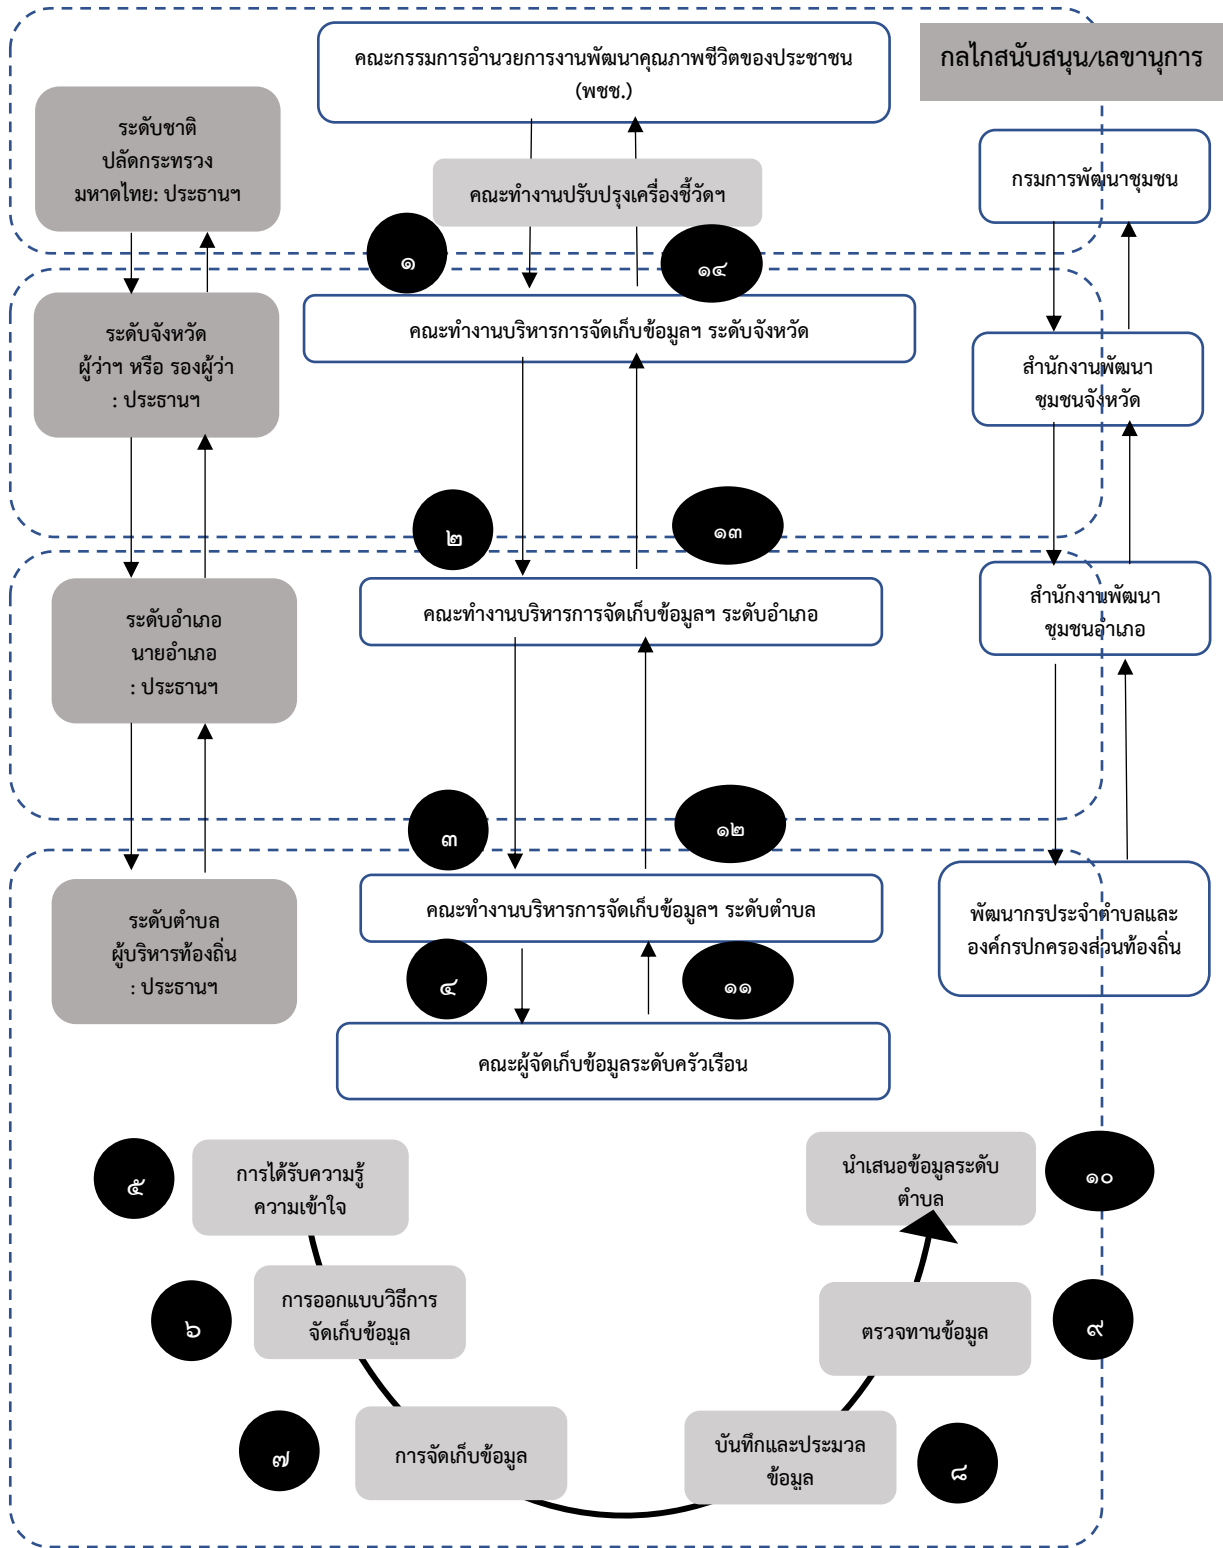 คณะกรรมการอำนวยการงานพัฒนาคุณภาพชีวิตของประชาชน
(พชช.)
กลไกสนับสนุน/เลขานุการ
ระดับชาติ
ปลัดกระทรวง
มหาดไทย: ประธานฯ
คณะทำงานปรับปรุงเครื่องชี้วัดฯ
กรมการพัฒนาชุมชน
๑
๑๔
ระดับจังหวัด
ผู้ว่าฯ หรือ รองผู้ว่า
: ประธานฯ
คณะทำงานบริหารการจัดเก็บข้อมูลฯ ระดับจังหวัด
สำนักงานพัฒนา
ชุมชนจังหวัด
๒
๑๓
ระดับอำเภอ
นายอำเภอ
: ประธานฯ
คณะทำงานบริหารการจัดเก็บข้อมูลฯ ระดับอำเภอ
สำนักงานพัฒนา
ชุมชนอำเภอ
๓
๑๒
ระดับตำบล
ผู้บริหารท้องถิ่น
: ประธานฯ
คณะทำงานบริหารการจัดเก็บข้อมูลฯ ระดับตำบล
พัฒนากรประจำตำบลและ
องค์กรปกครองส่วนท้องถิ่น
๔
๑๑
คณะผู้จัดเก็บข้อมูลระดับครัวเรือน
๕
การได้รับความรู้
ความเข้าใจ
นำเสนอข้อมูลระดับ
ตำบล
๑๐
๖
การออกแบบวิธีการ
จัดเก็บข้อมูล
ตรวจทานข้อมูล
๙
๗
การจัดเก็บข้อมูล
บันทึกและประมวล
ข้อมูล
๘